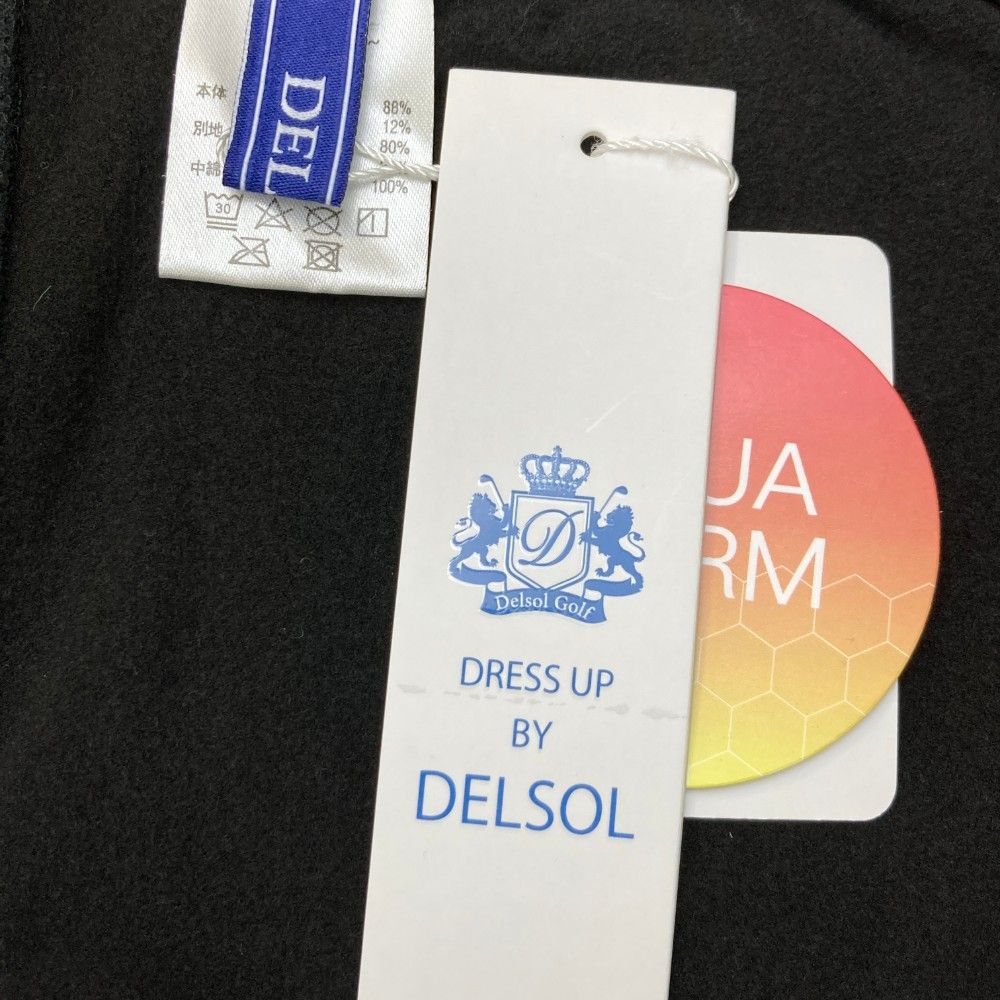 本体
88%
別地
12%
80%
中綿
100%
30
DEL
D
Delsol Golf
DRESS UP
BY
DELSOL
UA
RM